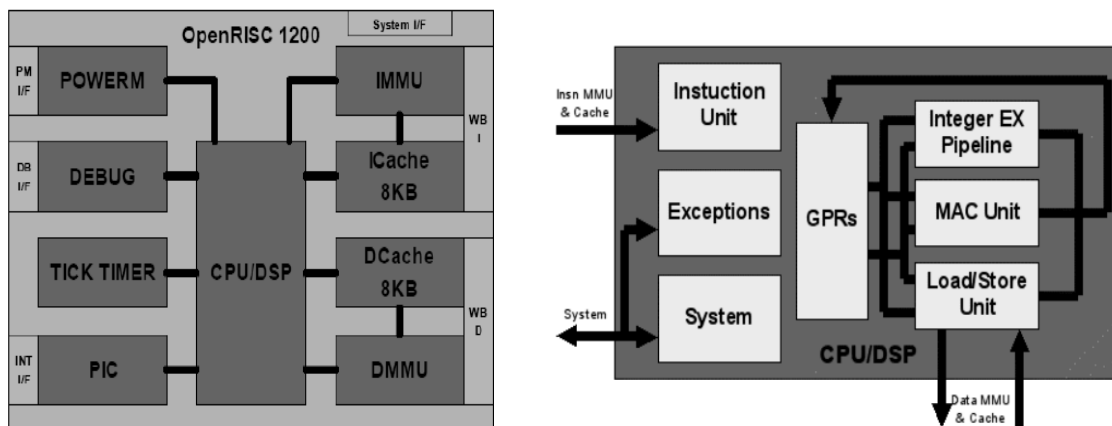 System I/F
OpenRISC 1200
PM
I/F
POWERM
IMMU
WB
I
DB
I/F
DEBUG
ICache
8KB
TICK TIMER
CPU/DSP
DCache
8KB
WB
D
INT
I/F
PIC
DMMU
Insn MMU
& Cache
Instuction
Unit
Integer EX
Pipeline
Exceptions
GPRs
MAC Unit
System
System
Load/Store
Unit
CPU/DSP
Data MMU
& Cache